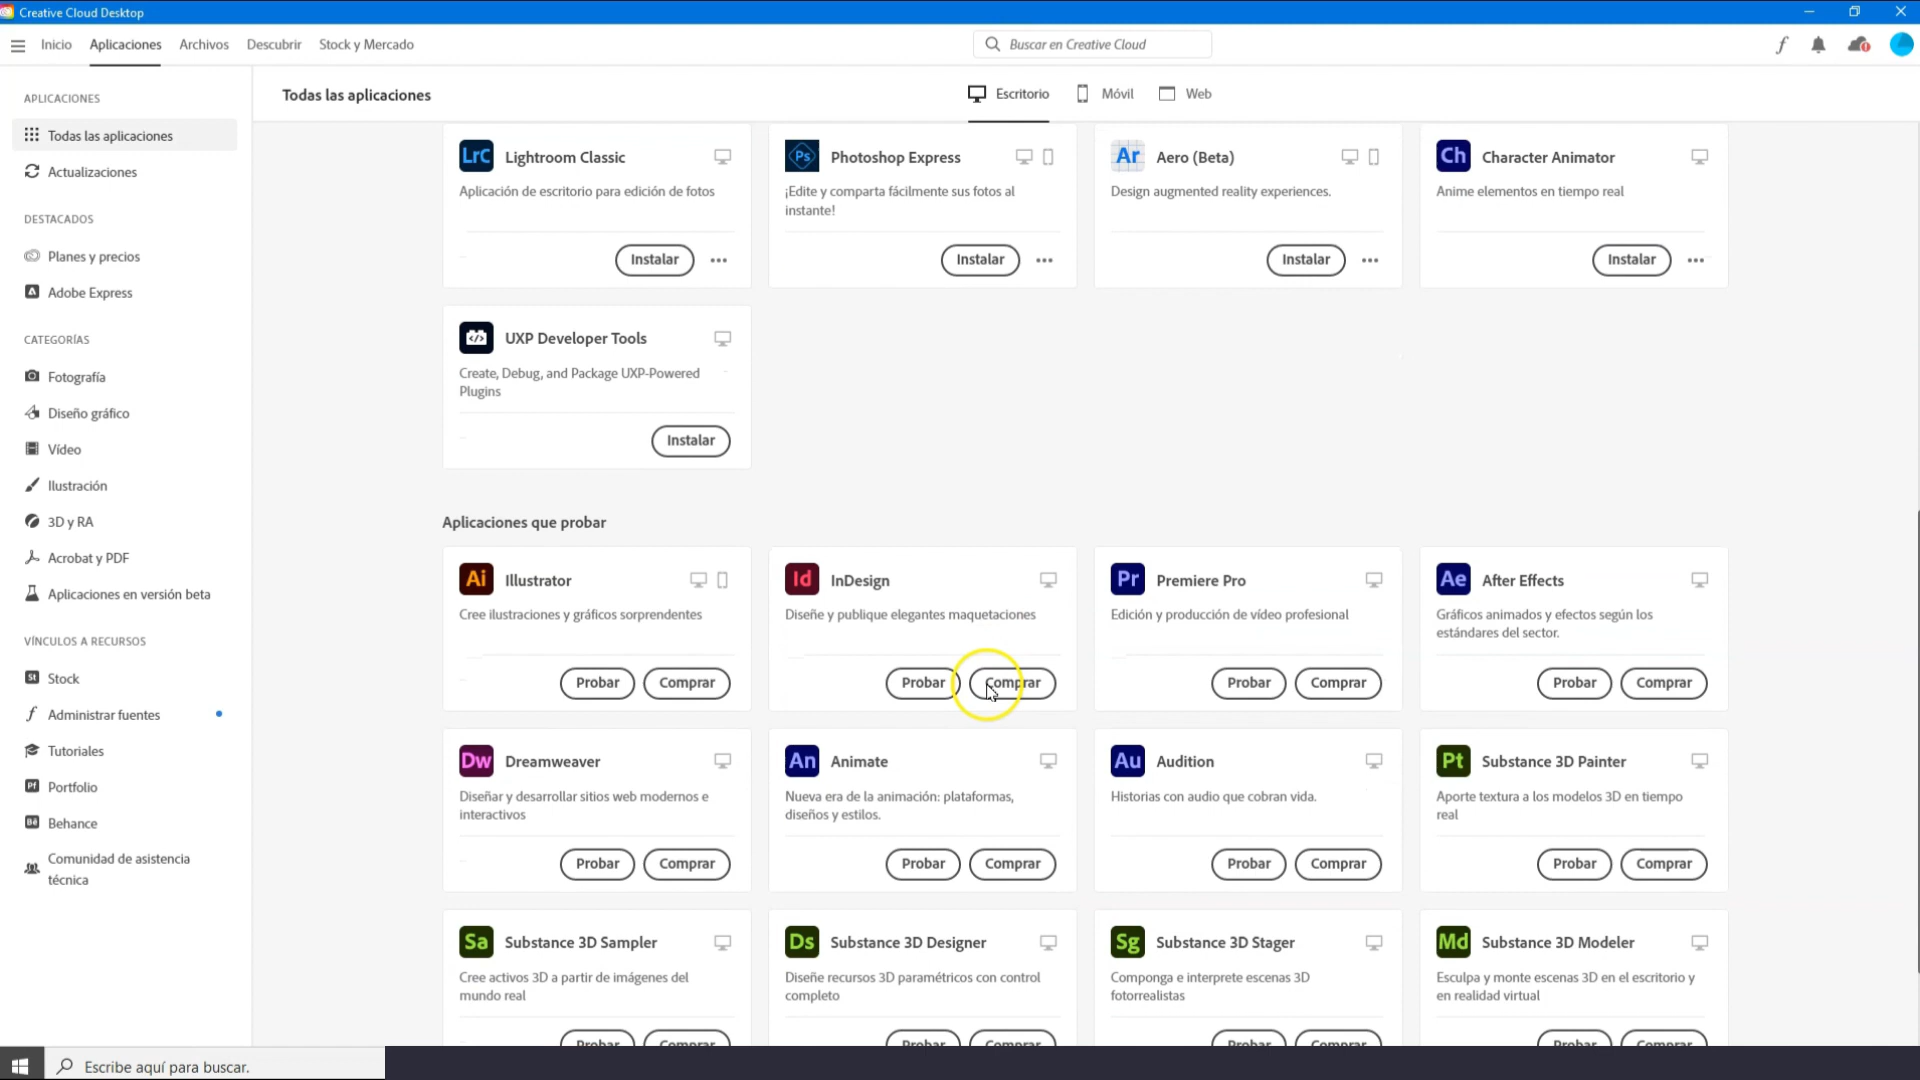 Creative Cloud Desktop
Inicio Aplicaciones Archivos Descubrir Stock y Mercado
Buscar en Creative Cloud
APLICACIONES
Todas las aplicaciones
Actualizaciones
DESTACADOS
Planes y precios
Adobe Express
CATEGORÍAS
Fotografía
Diseño gráfico
Vídeo
Ilustración
3D y RA
Acrobat y PDF
Aplicaciones en versión beta
VÍNCULOS A RECURSOS
St Stock
Administrar fuentes
Tutoriales
Pf Portfolio
Bē Behance
Comunidad de asistencia
técnica
Todas las aplicaciones
Escritorio Móvil Web
LrC Lightroom Classic
Aplicación de escritorio para edición de fotos
Instalar
Ps Photoshop Express
¡Edite y comparta fácilmente sus fotos al
instante!
Instalar
Ar Aero (Beta)
Design augmented reality experiences.
Instalar
Ch Character Animator
Anime elementos en tiempo real
Instalar
UXP Developer Tools
Create, Debug, and Package UXP-Powered
Plugins
Instalar
Aplicaciones que probar
Ai Illustrator
Cree ilustraciones y gráficos sorprendentes
Probar Comprar
Id InDesign
Diseñe y publique elegantes maquetaciones
Probar Comprar
Pr Premiere Pro
Edición y producción de vídeo profesional
Probar Comprar
Ae After Effects
Gráficos animados y efectos según los
estándares del sector.
Probar Comprar
Dw Dreamweaver
Diseñar y desarrollar sitios web modernos e
interactivos
Probar Comprar
An Animate
Nueva era de la animación: plataformas,
diseños y estilos.
Probar Comprar
Au Audition
Historias con audio que cobran vida.
Probar Comprar
Pt Substance 3D Painter
Aporte textura a los modelos 3D en tiempo
real
Probar Comprar
Sa Substance 3D Sampler
Cree activos 3D a partir de imágenes del
mundo real
Probar Comprar
Ds Substance 3D Designer
Diseñe recursos 3D paramétricos con control
completo
Probar Comprar
Sg Substance 3D Stager
Componga e interprete escenas 3D
fotorrealistas
Probar Comprar
Md Substance 3D Modeler
Esculpa y monte escenas 3D en el escritorio y
en realidad virtual
Probar Comprar
Escribe aquí para buscar.